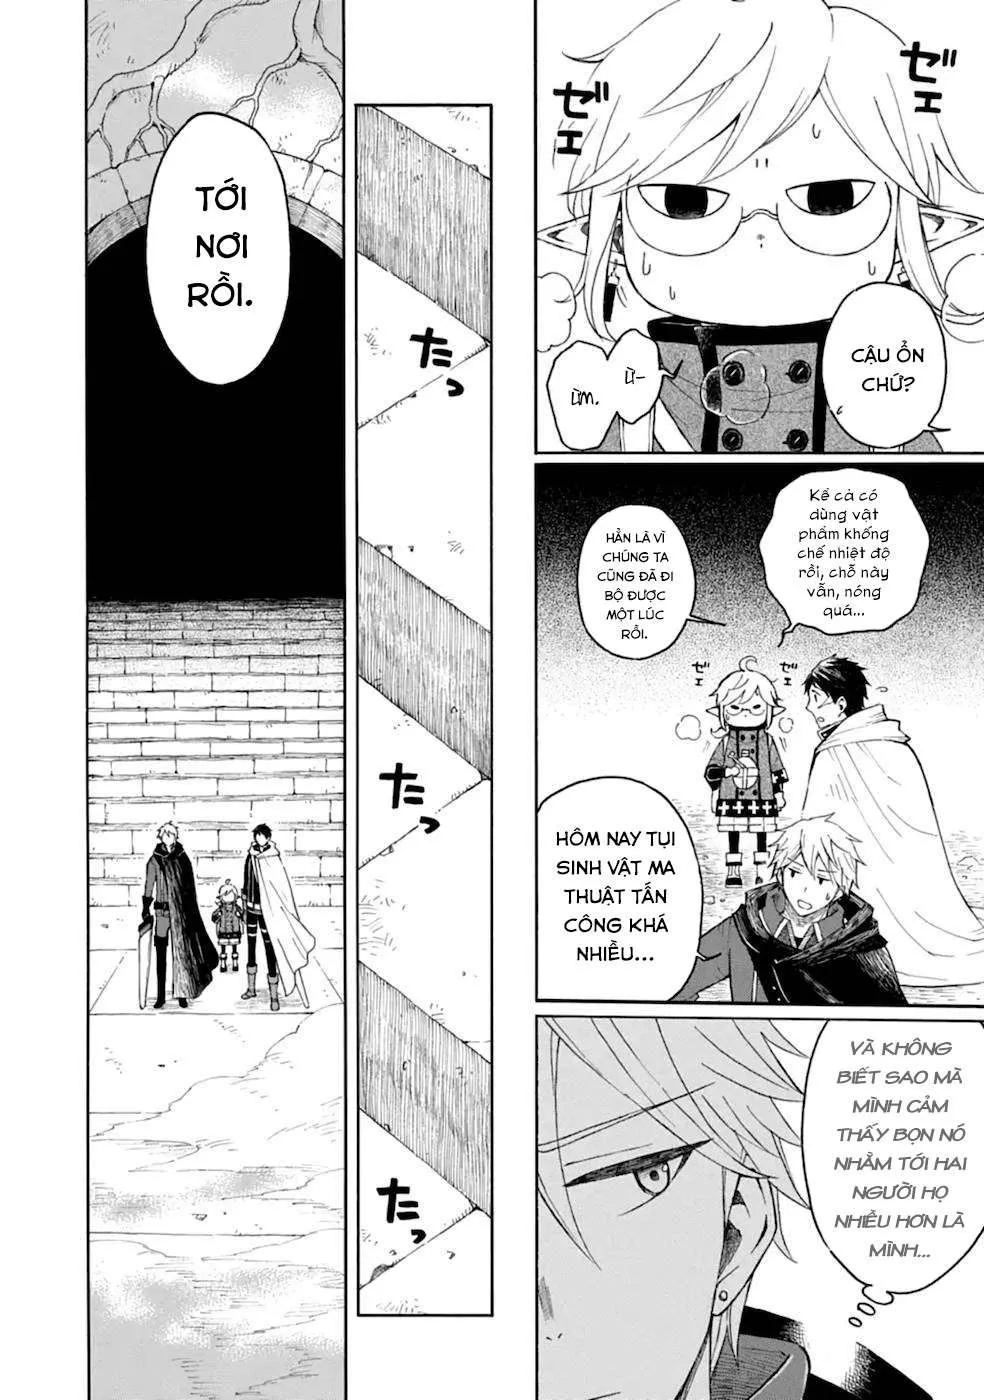 ゼェ
ゼェ
CẬU ỔN
CHỨ?
Ừ-
ỪM.
Kể cả có
dùng vật
phẩm khống
chế nhiệt độ
rồi, chỗ này
vẫn, nóng
quá...
HẲN LÀ VÌ
CHÚNG TA
CŨNG ĐÃ ĐI
BỘ ĐƯỢC
MỘT LÚC
RỒI.
ゼェ
ゼェ
HÔM NAY TỤI
SINH VẬT MA
THUẬT TẤN
CÔNG KHÁ
NHIỀU...
VÀ KHÔNG
BIẾT SAO MÀ
MÌNH CẢM
THẤY BỌN NÓ
NHẰM TỚI HAI
NGƯỜI HỌ
NHIỀU HƠN LÀ
MÌNH...
たっ
たっ
たっ
TỚI
NƠI
RỒI.